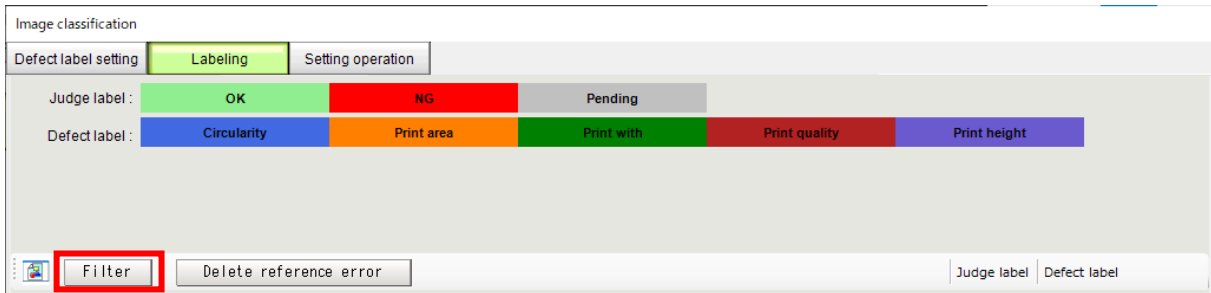 Image classification
Defect label setting Labeling Setting operation
Judge label : OK NG Pending
Defect label : Circularity Print area Print with Print quality Print height
Filter Delete reference error Judge label Defect label